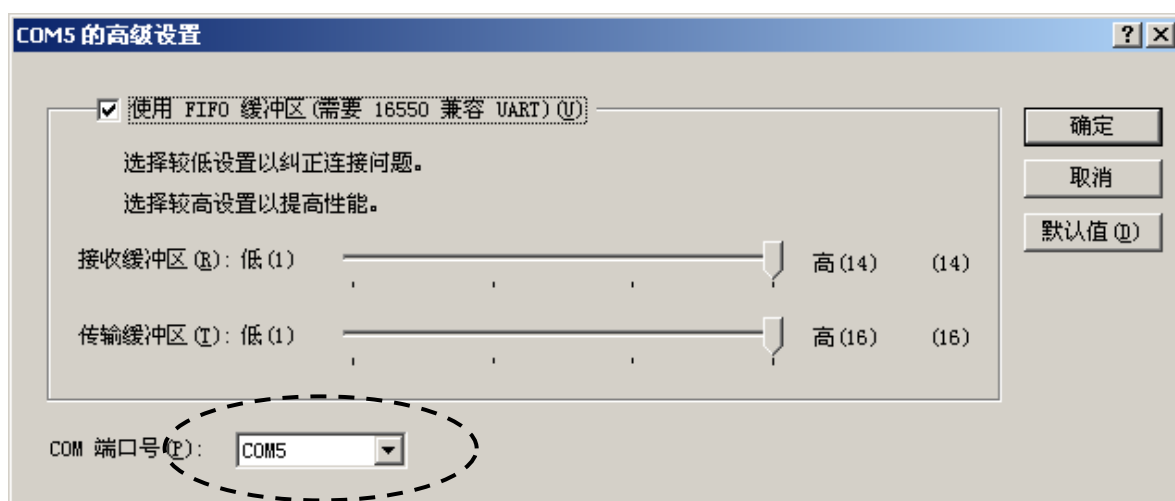 COM5 的高级设置
使用 FIFO 缓冲区(需要 16550 兼容 UART)(U)
选择较低设置以纠正连接问题。
选择较高设置以提高性能。
接收缓冲区(R): 低(1) 高(14) (14)
传输缓冲区(T): 低(1) 高(16) (16)
COM 端口号(P): COM5
确定
取消
默认值(D)